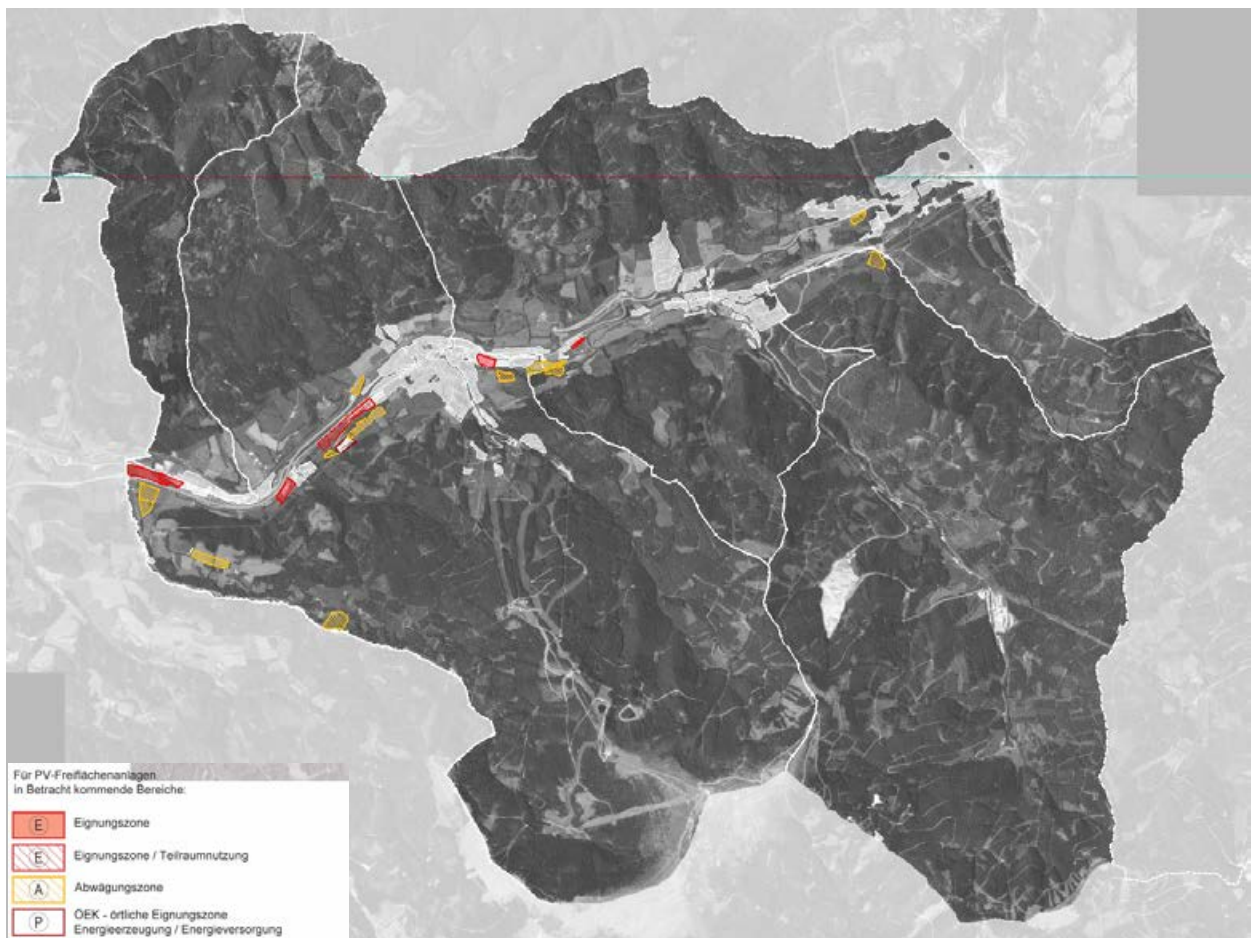 Für PV-Freiflächenanlagen
in Betracht kommende Bereiche:
E Eignungszone
E Eignungszone / Teilraumnutzung
A Abwägungszone
P ÖEK - örtliche Eignungszone
Energieerzeugung / Energieversorgung